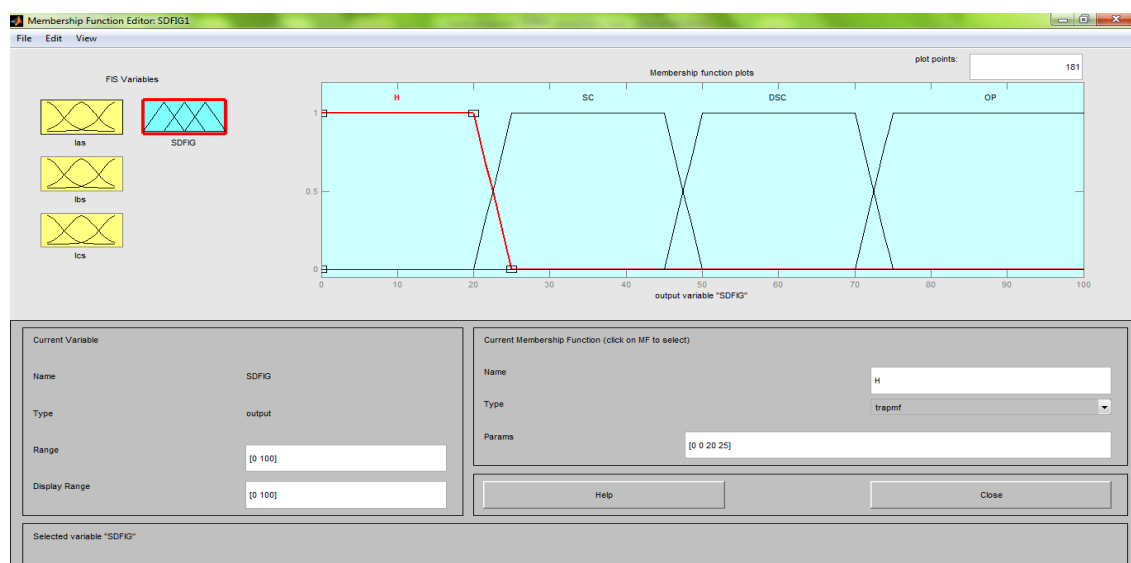 Membership Function Editor: SDFIG1
File Edit View
FIS Variables
Ias
SDFIG
Ibs
Ics
plot points: 181
Membership function plots
H SC DSC OP
1
0.5
0
0 10 20 30 40 50 60 70 80 90 100
output variable "SDFIG"
Current Variable
Name SDFIG
Type output
Range [0 100]
Display Range [0 100]
Current Membership Function (click on MF to select)
Name H
Type trapmf
Params [0 0 20 25]
Help Close
Selected variable "SDFIG"